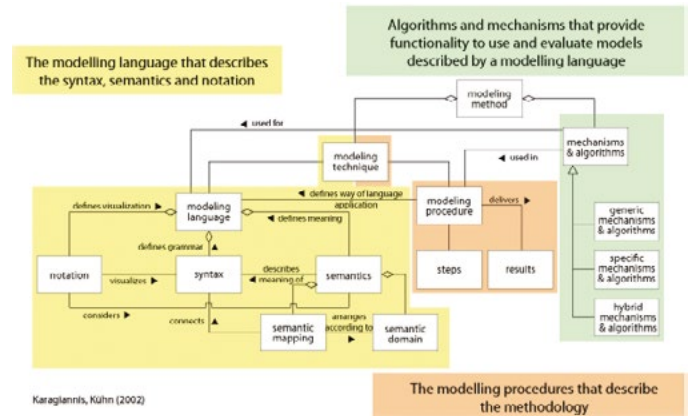 Algorithms and mechanisms that provide
functionality to use and evaluate models
described by a modelling language
The modelling language that describes
the syntax, semantics and notation
modeling
method
◄ used for
mechanisms
& algorithms
modeling
technique
◄ used in
◄ defines way of language
application
modeling
language
defines visualization ►
◄ defines meaning
modeling
procedure
delivers ►
generic
mechanisms
& algorithms
defines grammar ▲
notation
visualizes ►
syntax
describes
◄ meaning of
semantics
steps
results
specific
mechanisms
& algorithms
considers ►
connects ▲
semantic
mapping
arranges
according to
►
semantic
domain
hybrid
mechanisms
& algorithms
Karagiannis, Kühn (2002)
The modelling procedures that describe
the methodology